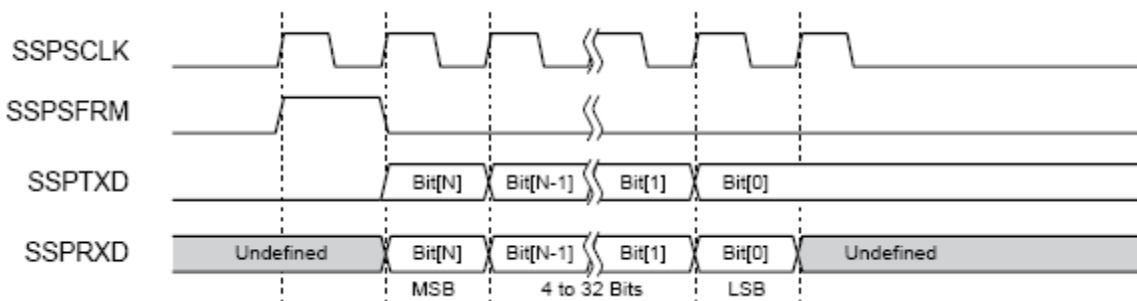 SSPSCLK
SSPSFRM
SSPTXD Bit[N] Bit[N-1] Bit[1] Bit[0]
SSPRXD Undefined Bit[N] Bit[N-1] Bit[1] Bit[0] Undefined
MSB 4 to 32 Bits LSB